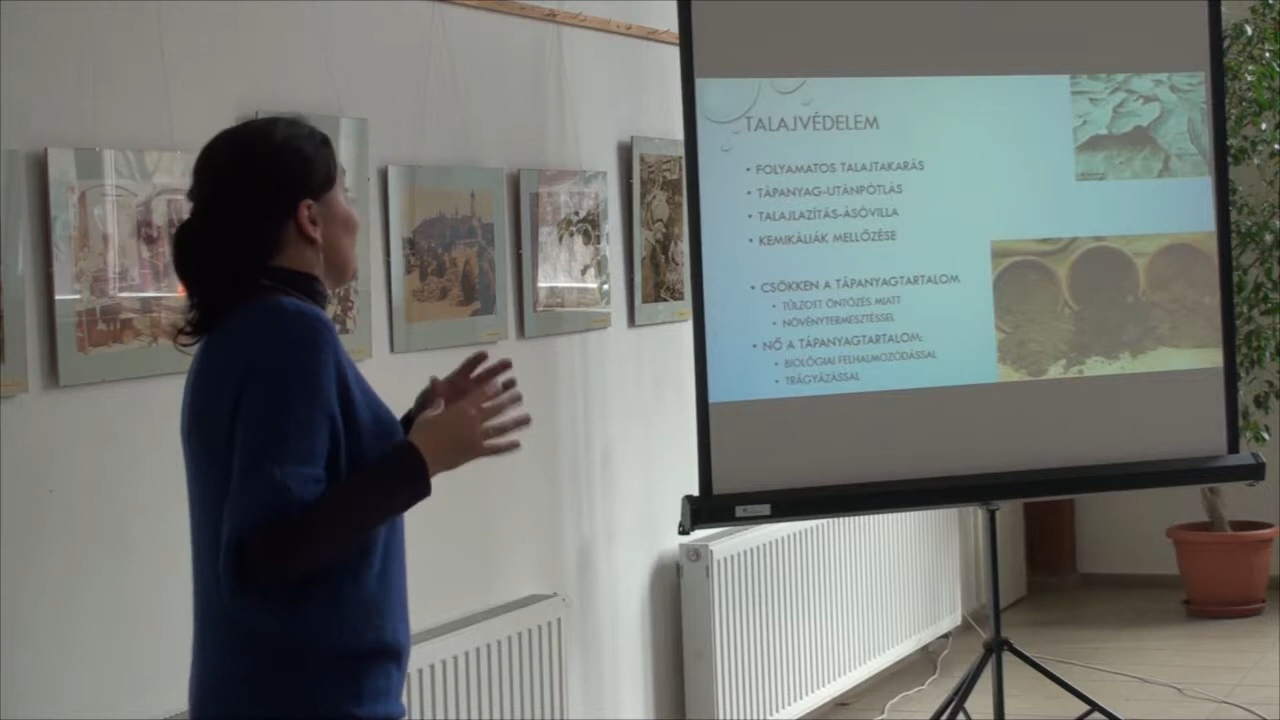 TALAJVÉDELEM
• FOLYAMATOS TALAJTAKARÁS
• TÁPANYAG-UTÁNPÓTLÁS
• TALAJLAZÍTÁS-ÁSÓVILLA
• KEMIKÁLIÁK MELLŐZÉSE
• CSÖKKEN A TÁPANYAGTARTALOM
• TÚLZOTT ÖNTÖZÉS MIATT
• NÖVÉNYTERMESZTÉSSEL
• NŐ A TÁPANYAGTARTALOM:
• BIOLÓGIAI FELHALMOZÓDÁSSAL
• TRÁGYÁZÁSSAL